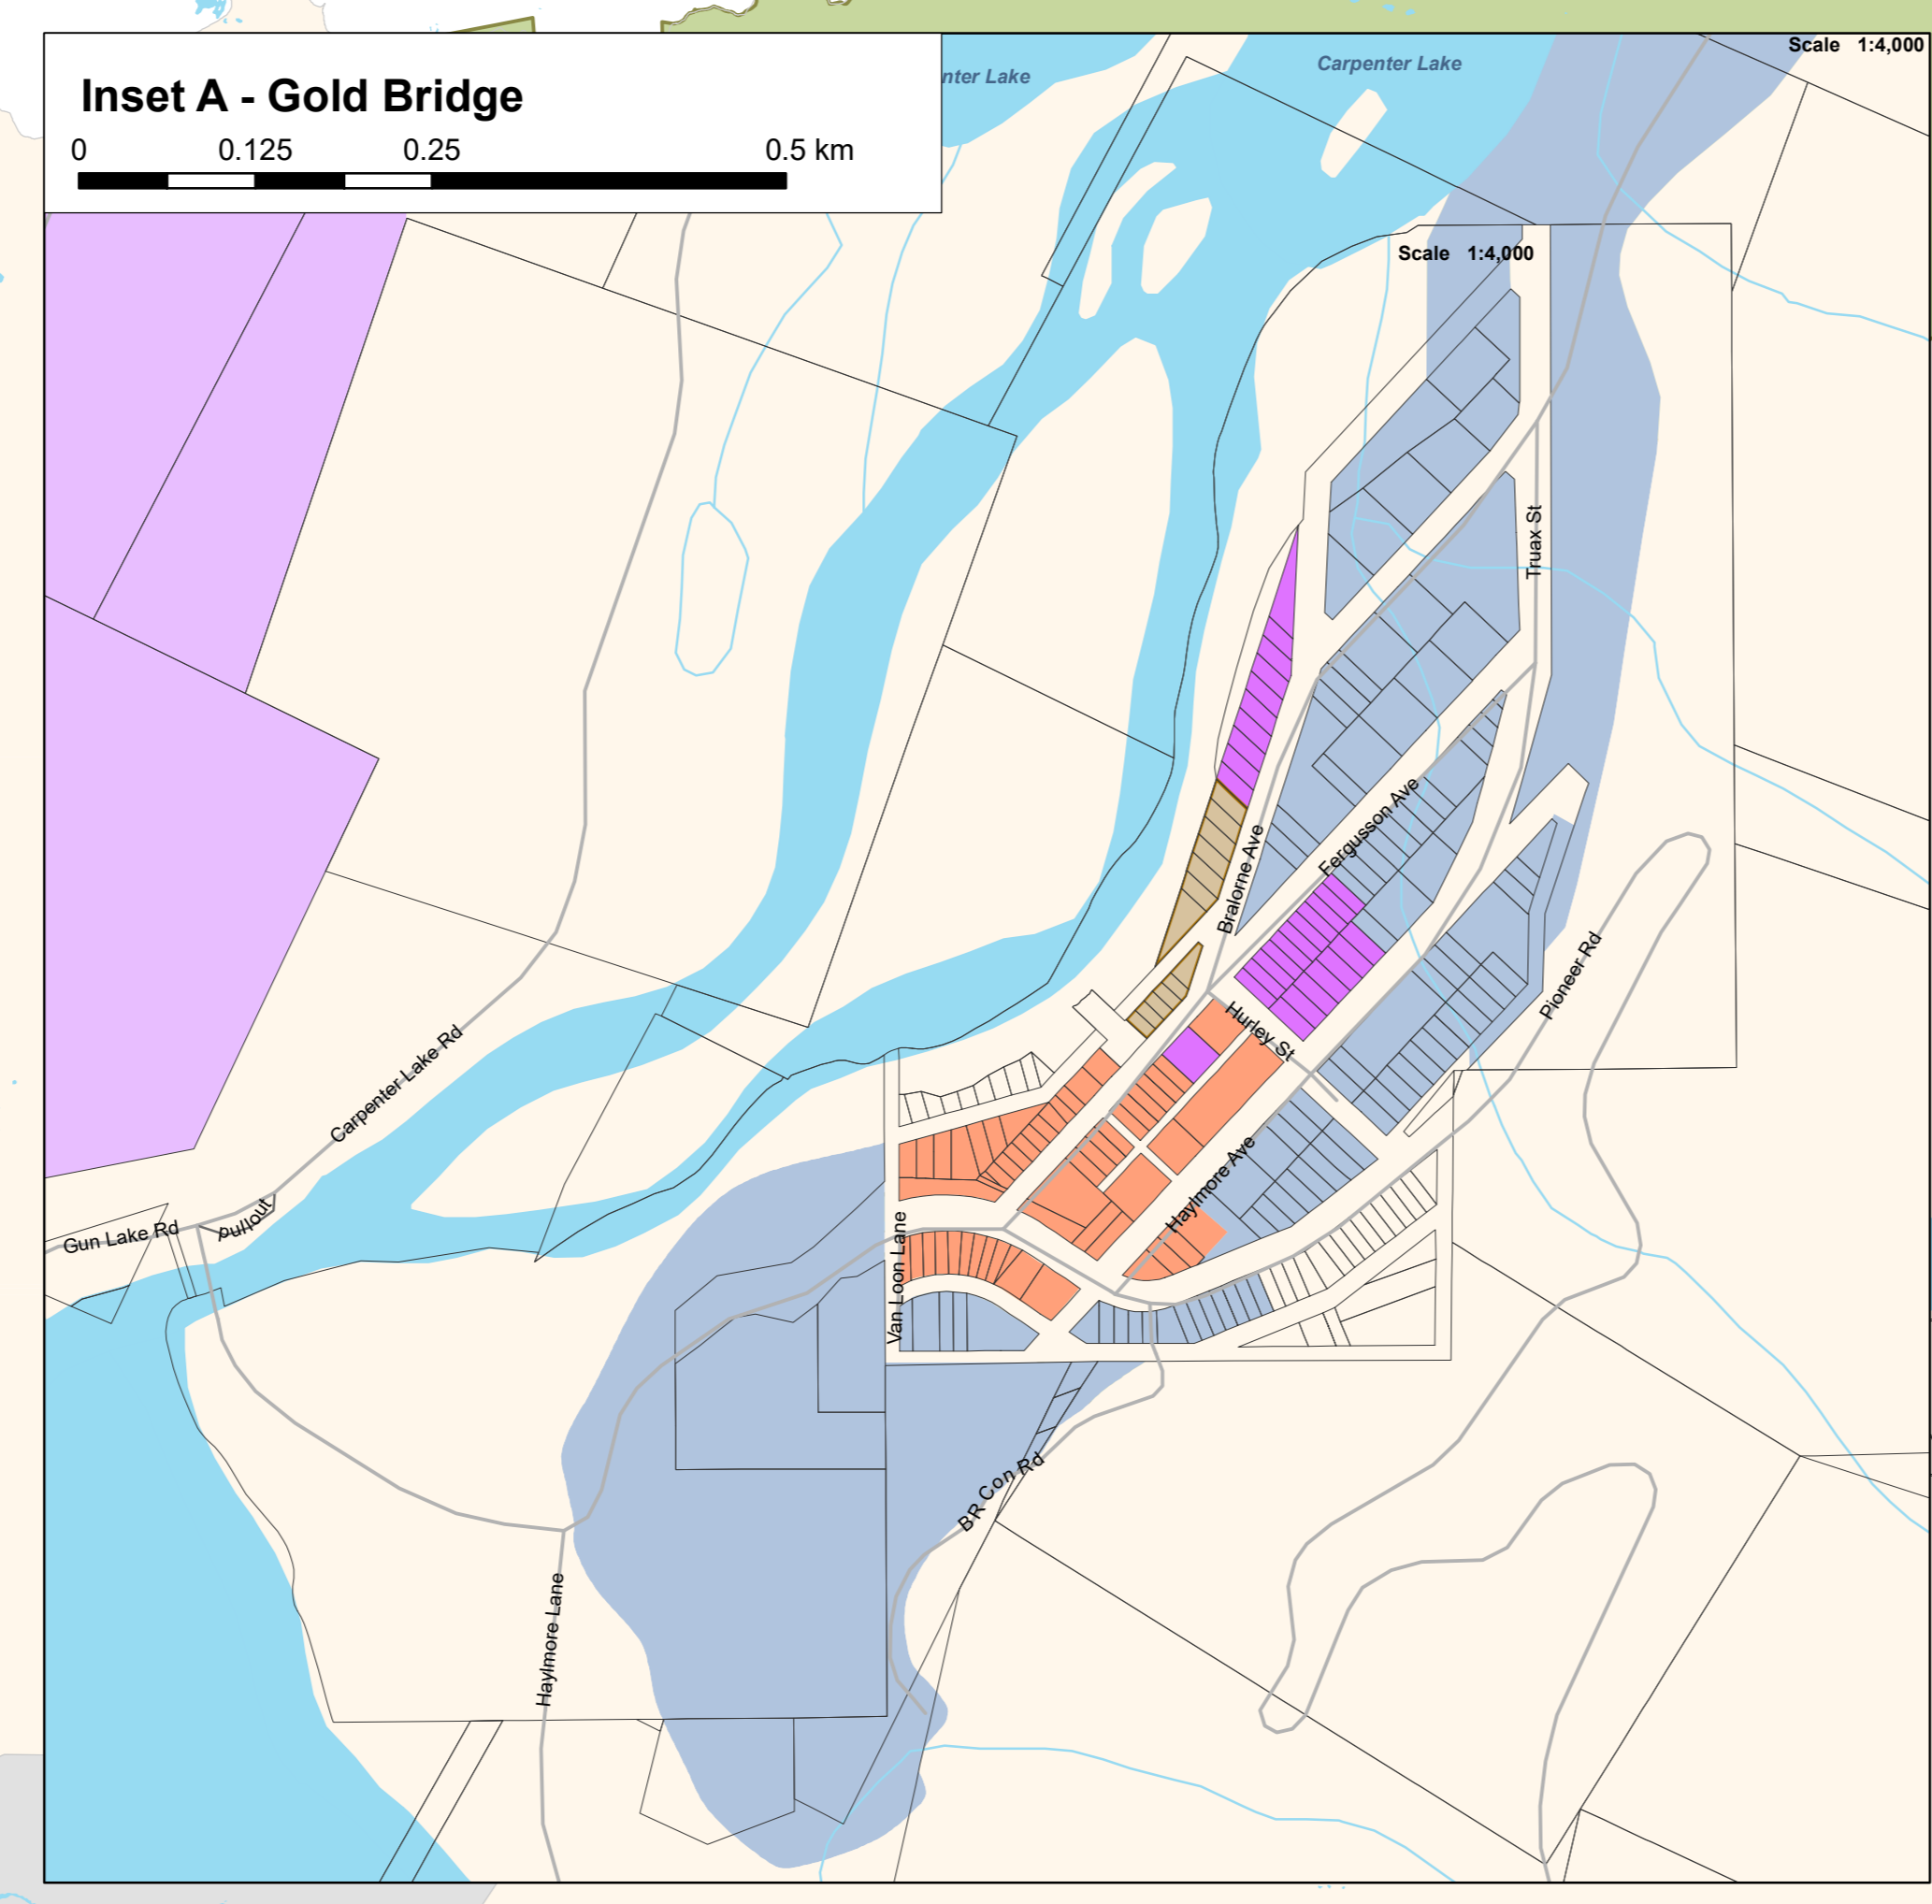 Scale 1:4,000
Carpenter Lake
nter Lake
Inset A - Gold Bridge
0 0.125 0.25 0.5 km
Scale 1:4,000
Truax St
Fergusson Ave
Bralorne Ave
Pioneer Rd
Hurley St
Carpenter Lake Rd
Haylmore Ave
pullout
Gun Lake Rd
Van Loon Lane
BR Con Rd
Haylmore Lane